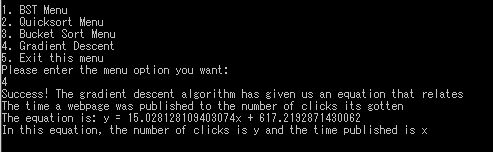 1. BST Menu
2. Quicksort Menu
3. Bucket Sort Menu
4. Gradient Descent
5. Exit this menu
Please enter the menu option you want:
4
Success! The gradient descent algorithm has given us an equation that relates
The time a webpage was published to the number of clicks its gotten
The equation is: y = 15.028128109403074x + 617.2192871430062
In this equation, the number of clicks is y and the time published is x